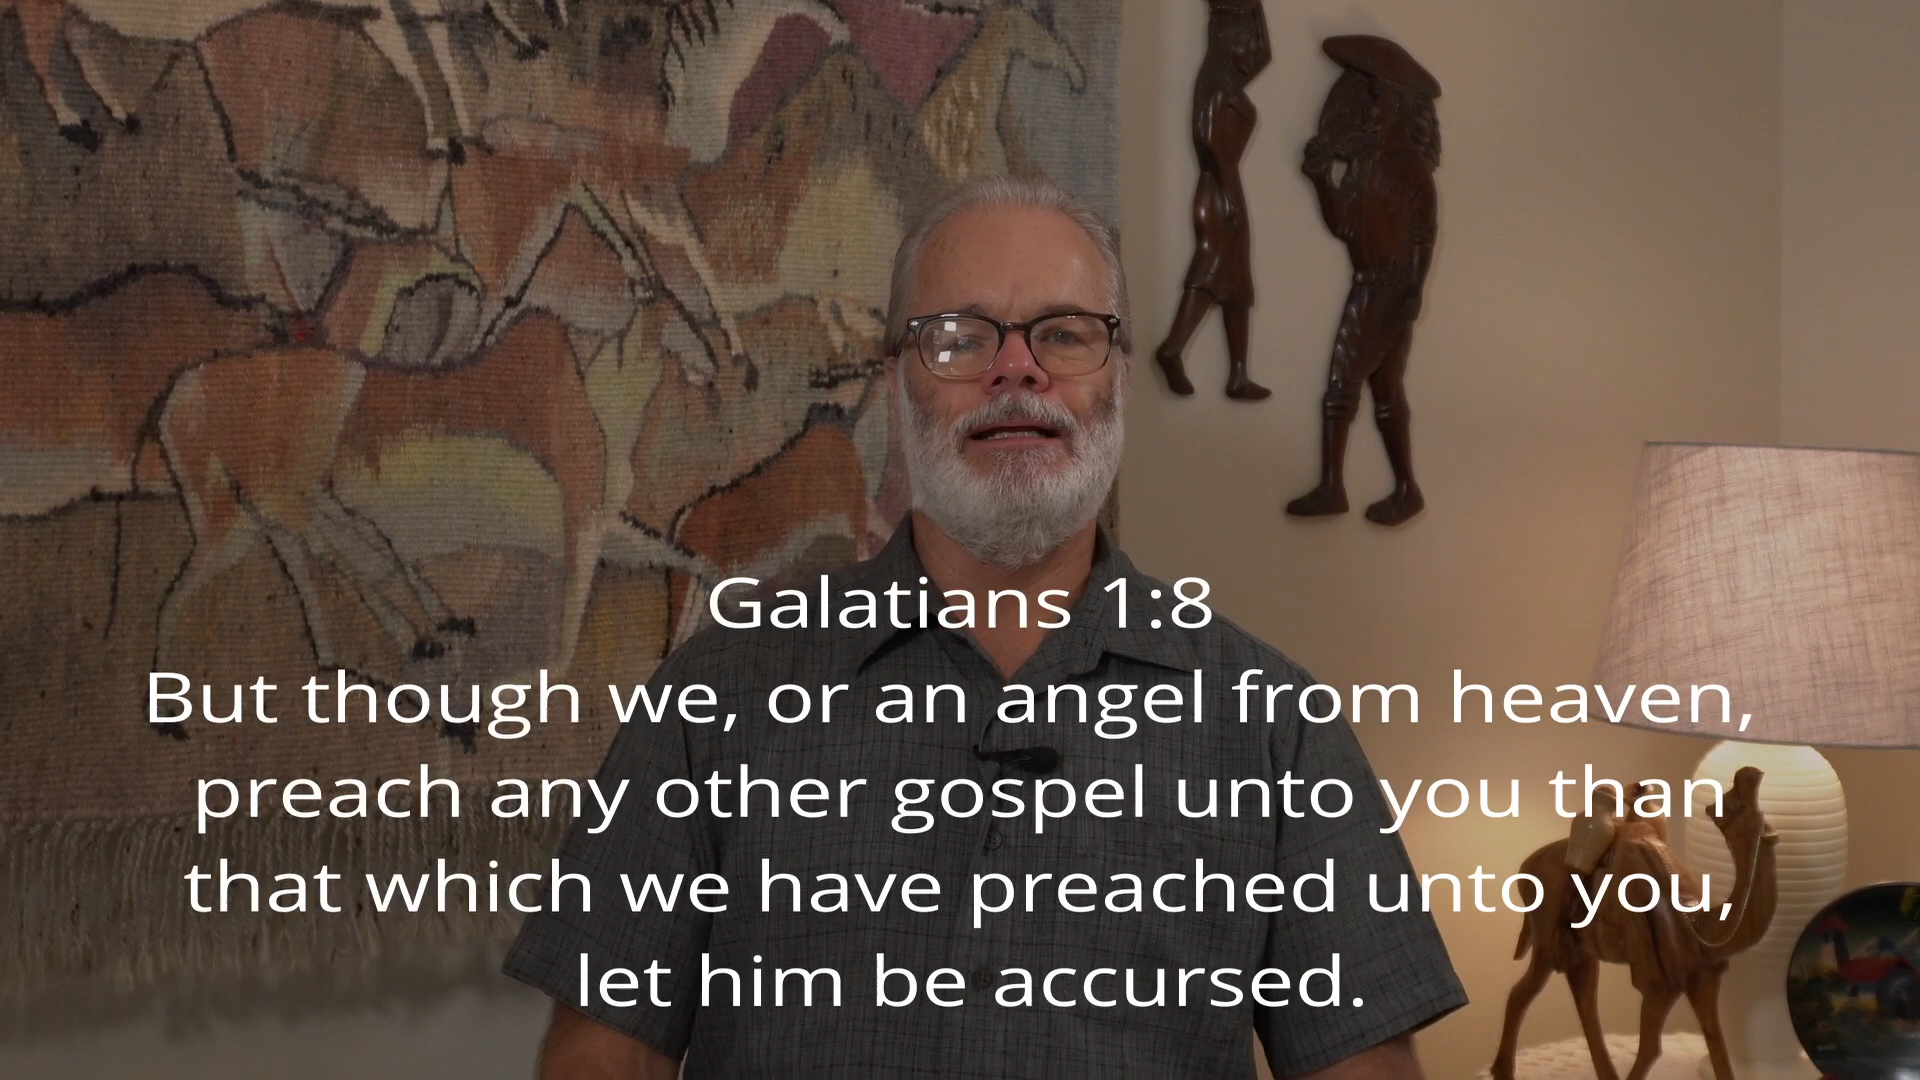 Galatians 1:8
But though we, or an angel from heaven,
preach any other gospel unto you than
that which we have preached unto you,
let him be accursed.